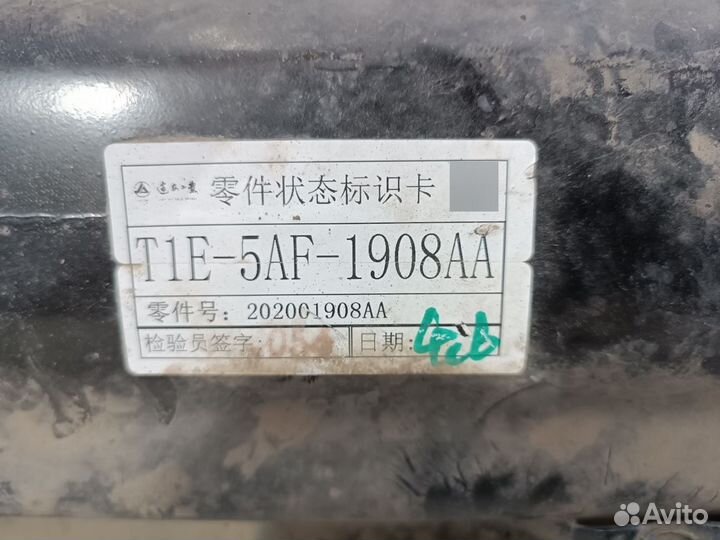 零件状态标识卡
T1E-5AF-1908AA
零件号: 202001908AA
检验员签字:
日期:
Avito